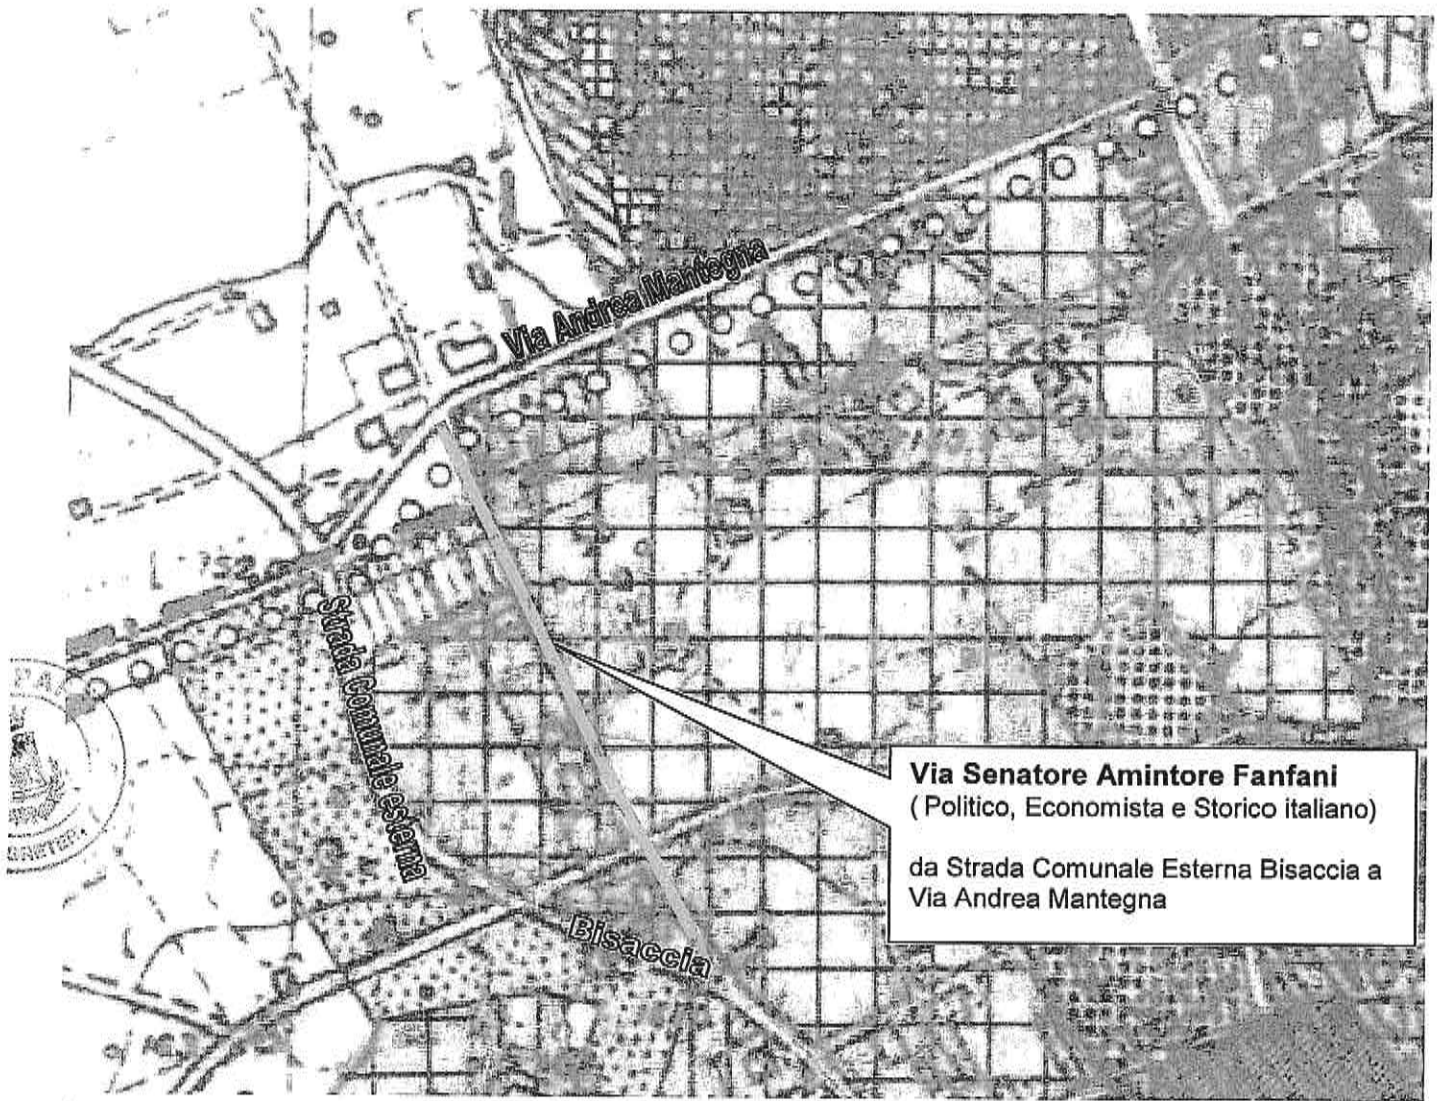 Via Andrea Mantegna
Strada Comunale esterna
Bisaccia
Via Senatore Amintore Fanfani
( Politico, Economista e Storico italiano)
da Strada Comunale Esterna Bisaccia a
Via Andrea Mantegna